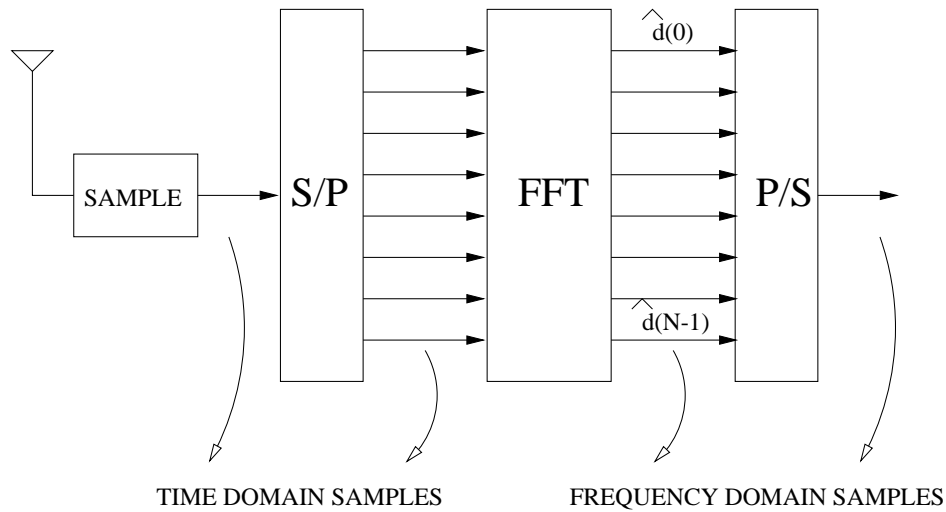 d̂(0)
SAMPLE
S/P
FFT
P/S
d̂(N-1)
TIME DOMAIN SAMPLES
FREQUENCY DOMAIN SAMPLES